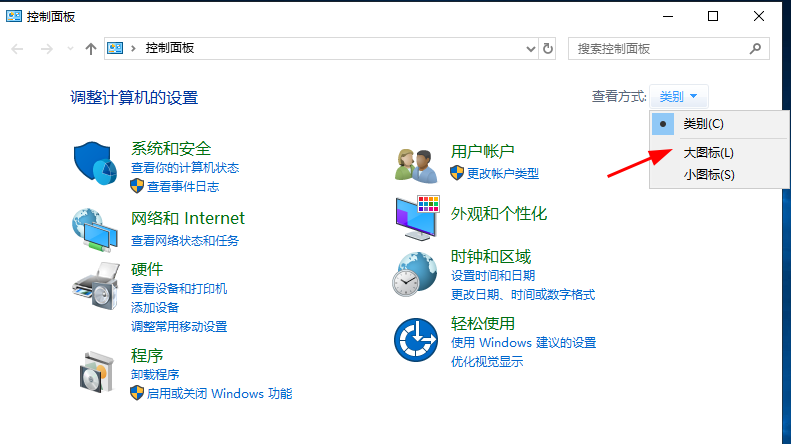 控制面板
控制面板
搜索控制面板
调整计算机的设置
查看方式:
类别
类别(C)
大图标(L)
小图标(S)
系统和安全
查看你的计算机状态
查看事件日志
网络和 Internet
查看网络状态和任务
硬件
查看设备和打印机
添加设备
调整常用移动设置
程序
卸载程序
启用或关闭 Windows 功能
用户帐户
更改帐户类型
外观和个性化
时钟和区域
设置时间和日期
更改日期、时间或数字格式
轻松使用
使用 Windows 建议的设置
优化视觉显示